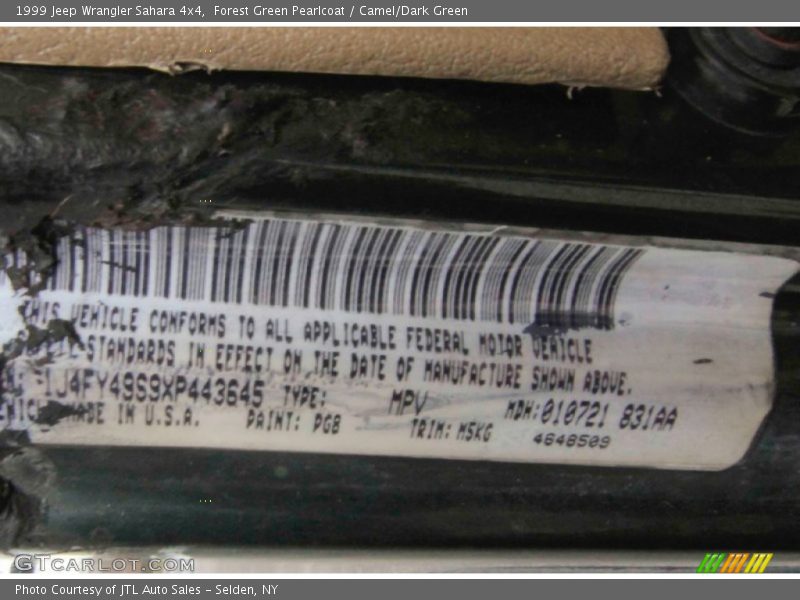 1999 Jeep Wrangler Sahara 4x4, Forest Green Pearlcoat / Camel/Dark Green
THIS VEHICLE CONFORMS TO ALL APPLICABLE FEDERAL MOTOR VEHICLE
STANDARDS IN EFFECT ON THE DATE OF MANUFACTURE SHOWN ABOVE.
1J4FY49S9XP443645 TYPE: MPV MDH:010721 831AA
MADE IN U.S.A. PAINT: PG8 TRIM: M5KG 4648509
GTCARLOT.COM
Photo Courtesy of JTL Auto Sales - Selden, NY